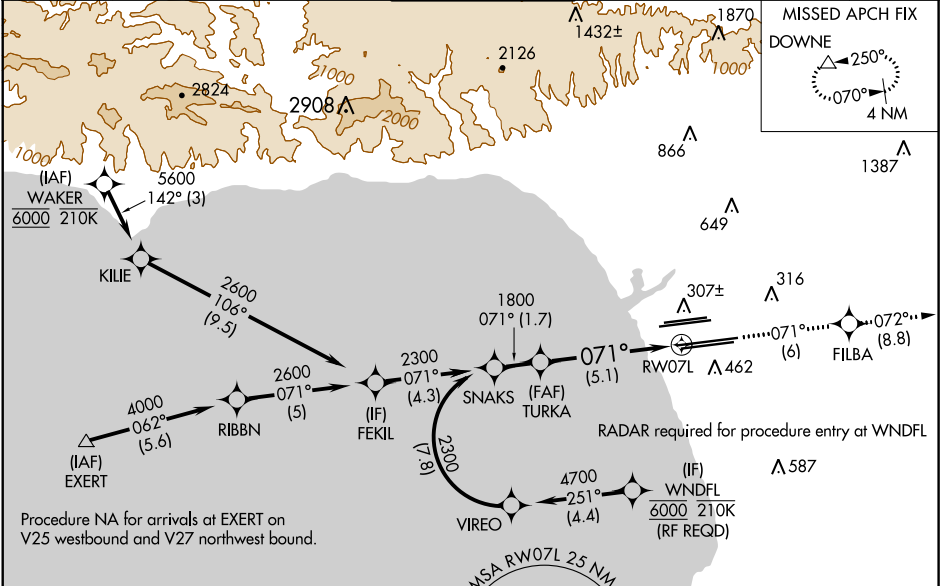 MISSED APCH FIX
DOWNE
250°
070°
4 NM
1870
1432±
1000
2126
1000
2824
2908
2000
1000
866
1387
649
(IAF)
WAKER
6000 210K
5600
142° (3)
KILIE
2600
106°
(9.5)
1800
071° (1.7)
307±
316
2300
071°
(4.3)
SNAKS
(FAF)
TURKA
071°
(5.1)
RW07L
462
071°
(6)
FILBA
072°
(8.8)
(IF)
FEKIL
2600
071°
(5)
RIBBN
4000
062°
(5.6)
(IAF)
EXERT
2300
(7.8)
RADAR required for procedure entry at WNDFL
587
VIREO
4700
251°
(4.4)
(IF)
WNDFL
6000 210K
(RF REQD)
Procedure NA for arrivals at EXERT on
V25 westbound and V27 northwest bound.
MSA RW07L 25 NM